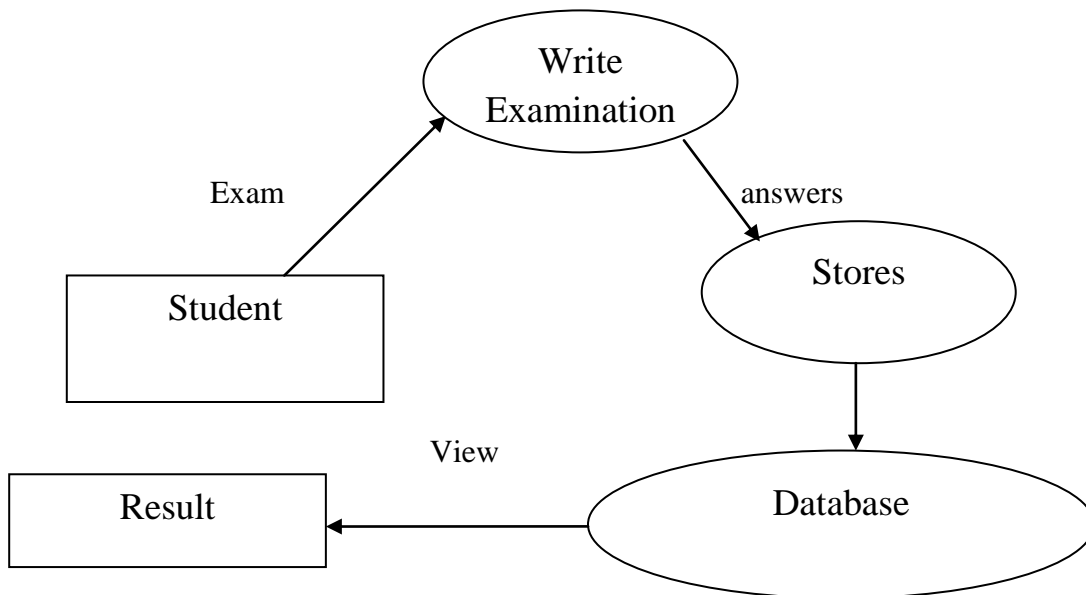 Write
Examination
Exam
answers
Stores
Student
View
Database
Result